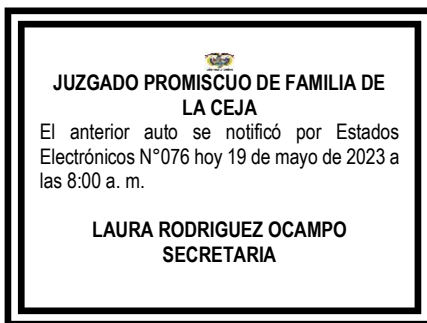 JUZGADO PROMISCUO DE FAMILIA DE
LA CEJA
El anterior auto se notificó por Estados
Electrónicos N°076 hoy 19 de mayo de 2023 a
las 8:00 a. m.
LAURA RODRIGUEZ OCAMPO
SECRETARIA